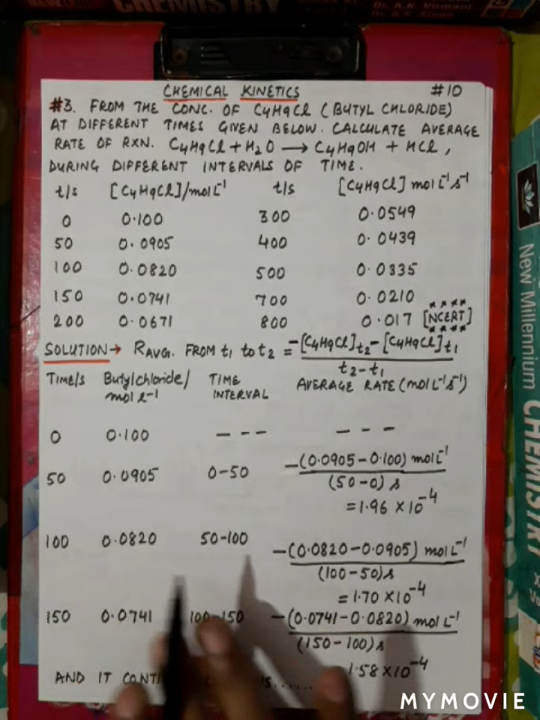 CHEMISTRY
Dr. A.K. Virmani
CHEMICAL KINETICS #10
#3. FROM THE CONC. OF C4H9Cl (BUTYL CHLORIDE)
AT DIFFERENT TIMES GIVEN BELOW. CALCULATE AVERAGE
RATE OF RXN. C4H9Cl + H2O → C4H9OH + HCl,
DURING DIFFERENT INTERVALS OF TIME.
t/s [C4H9Cl]/mol L⁻¹ t/s [C4H9Cl] mol L⁻¹ s⁻¹
0 0.100 300 0.0549
50 0.0905 400 0.0439
100 0.0820 500 0.0335
150 0.0741 700 0.0210
200 0.0671 800 0.017 [NCERT]
SOLUTION→ RAVG. FROM t1 to t2 = -[C4H9Cl]t2 - [C4H9Cl]t1 / t2-t1
TIME/s Butylchloride/mol l⁻¹ TIME INTERVAL AVERAGE RATE (mol L⁻¹ s⁻¹)
0 0.100 --- ---
50 0.0905 0-50 -(0.0905-0.100) mol L⁻¹ / (50-0) s
= 1.96 × 10⁻⁴
100 0.0820 50-100 -(0.0820-0.0905) mol L⁻¹ / (100-50) s
= 1.70 × 10⁻⁴
150 0.0741 100-150 -(0.0741-0.0820) mol L⁻¹ / (150-100) s
1.58 × 10⁻⁴
AND IT
New Millennium
CHEMISTRY
MYMOVIE